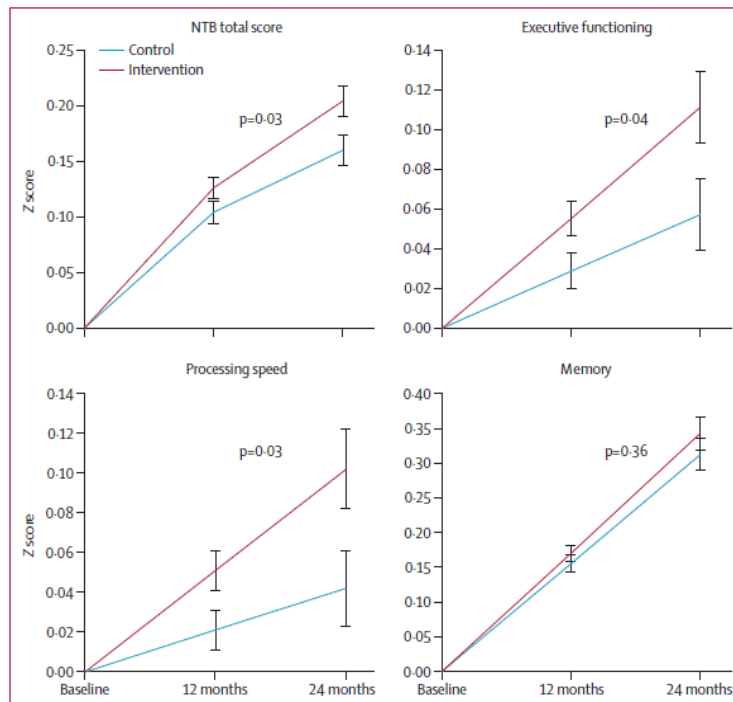 NTB total score
0·25
0·20
0·15
0·10
0·05
0·00
Z score
Control
Intervention
p=0·03
Executive functioning
0·14
0·12
0·10
0·08
0·06
0·04
0·02
0·00
p=0·04
Processing speed
0·14
0·12
0·10
0·08
0·06
0·04
0·02
0·00
Z score
p=0·03
Baseline
12 months
24 months
Memory
0·40
0·35
0·30
0·25
0·20
0·15
0·10
0·05
0·00
p=0·36
Baseline
12 months
24 months